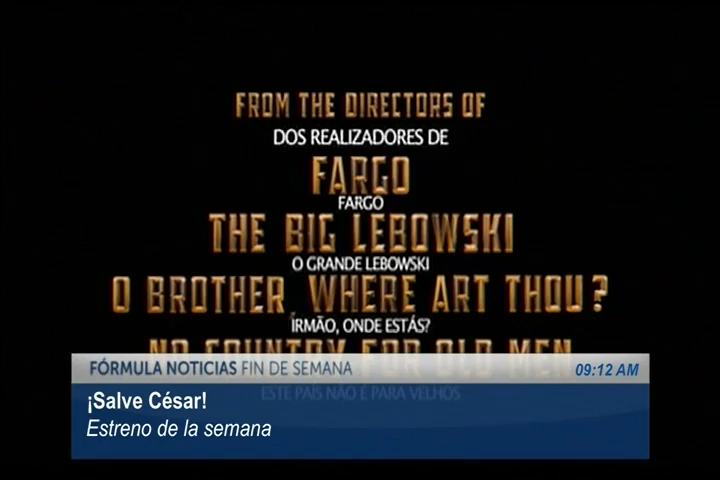 FROM THE DIRECTORS OF
DOS REALIZADORES DE
FARGO
FARGO
THE BIG LEBOWSKI
O GRANDE LEBOWSKI
O BROTHER, WHERE ART THOU?
IRMÃO, ONDE ESTÁS?
NO COUNTRY FOR OLD MEN
FÓRMULA NOTICIAS FIN DE SEMANA
09:12 AM
ESTE PAÍS NÃO É PARA VELHOS
¡Salve César!
Estreno de la semana